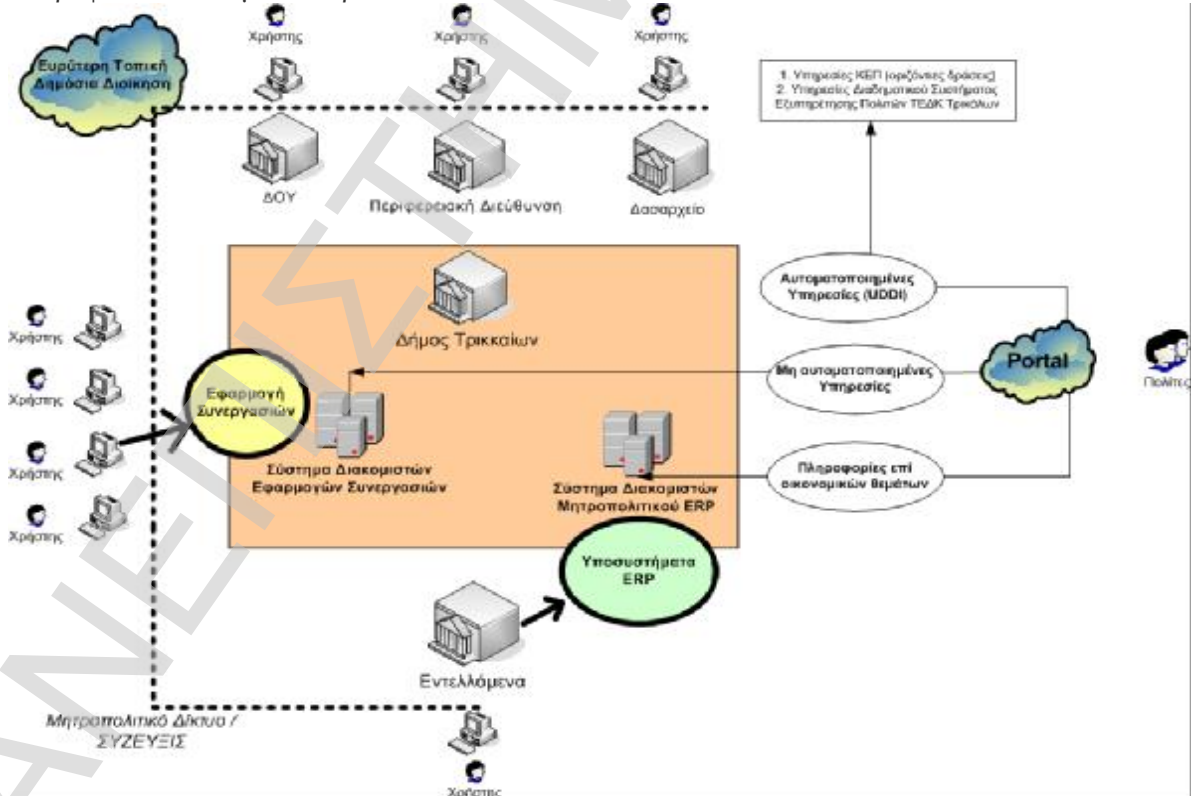 Χρήστης
Χρήστης
Χρήστης
Ευρύτερη Τοπική
Δημόσια Διοίκηση
1. Υπηρεσίες ΚΕΠ (οριζόντιες δράσεις)
2. Υπηρεσίες Διαδηματικού Συστήματος
Εξυπηρέτησης Πολιτών ΤΕΔΚ Τρικάλων
ΔΟΥ
Περιφερειακή Διεύθυνση
Δασαρχείο
Αυτοματοποιημένες
Υπηρεσίες (UDDI)
Δήμος Τρικκαίων
Χρήστης
Portal
Μη αυτοματοποιημένες
Υπηρεσίες
Πολίτες
Χρήστης
Εφαρμογή
Συνεργασιών
Χρήστης
Σύστημα Διακομιστών
Εφαρμογών Συνεργασιών
Σύστημα Διακομιστών
Μητροπολιτικού ERP
Πληροφορίες επί
οικονομικών θεμάτων
Χρήστης
Υποσυστήματα
ERP
Εντελλόμενα
Μητροπολιτικό Δίκτυο /
ΣΥΖΕΥΞΙΣ
Χρήστης